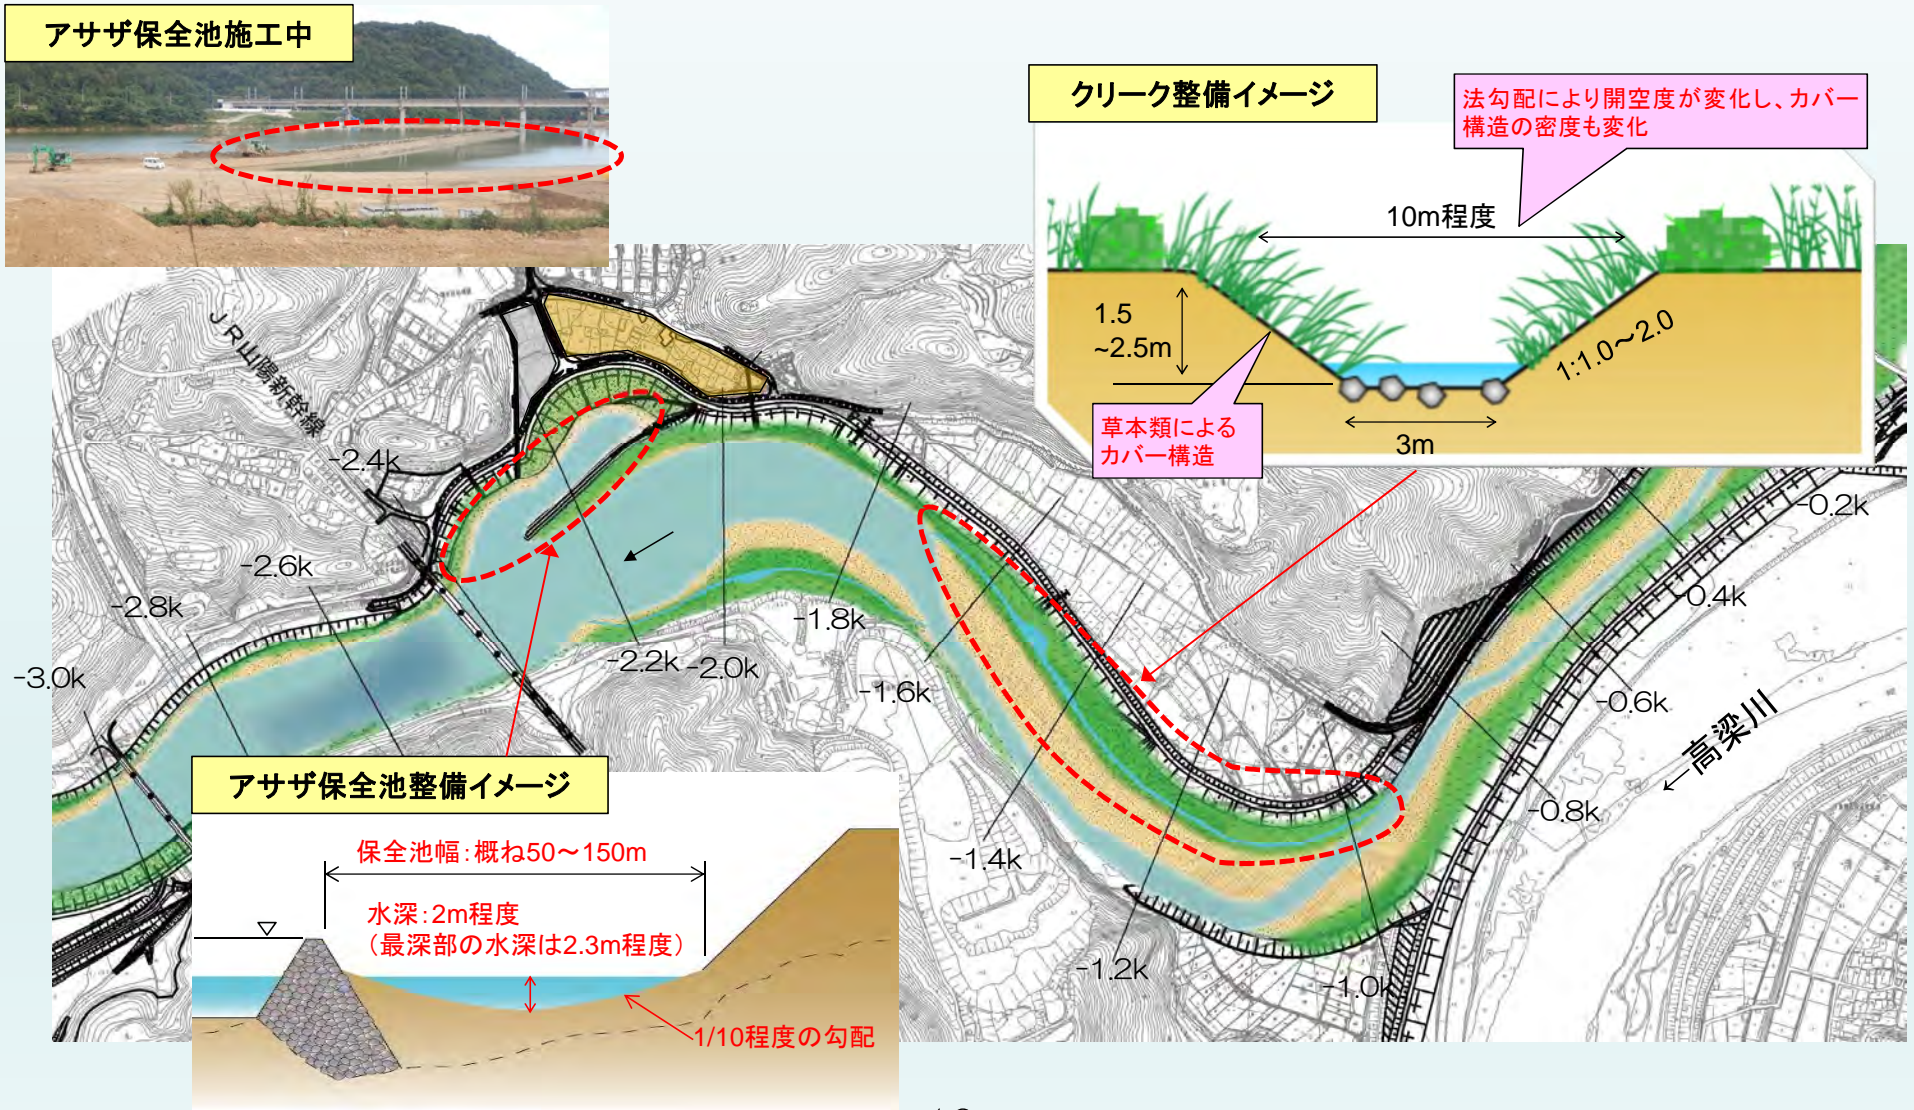 アサザ保全池施工中
クリーク整備イメージ
法勾配により開空度が変化し、カバー
構造の密度も変化
10m程度
1.5
~2.5m
1:1.0～2.0
草本類による
カバー構造
3m
JR山陽新幹線
-2.4k
-2.6k
-2.8k
-3.0k
-2.2k
-2.0k
-1.8k
-1.6k
-1.4k
-1.2k
-1.0k
-0.8k
-0.6k
-0.4k
-0.2k
←高梁川
アサザ保全池整備イメージ
保全池幅：概ね50～150m
水深：2m程度
（最深部の水深は2.3m程度）
1/10程度の勾配